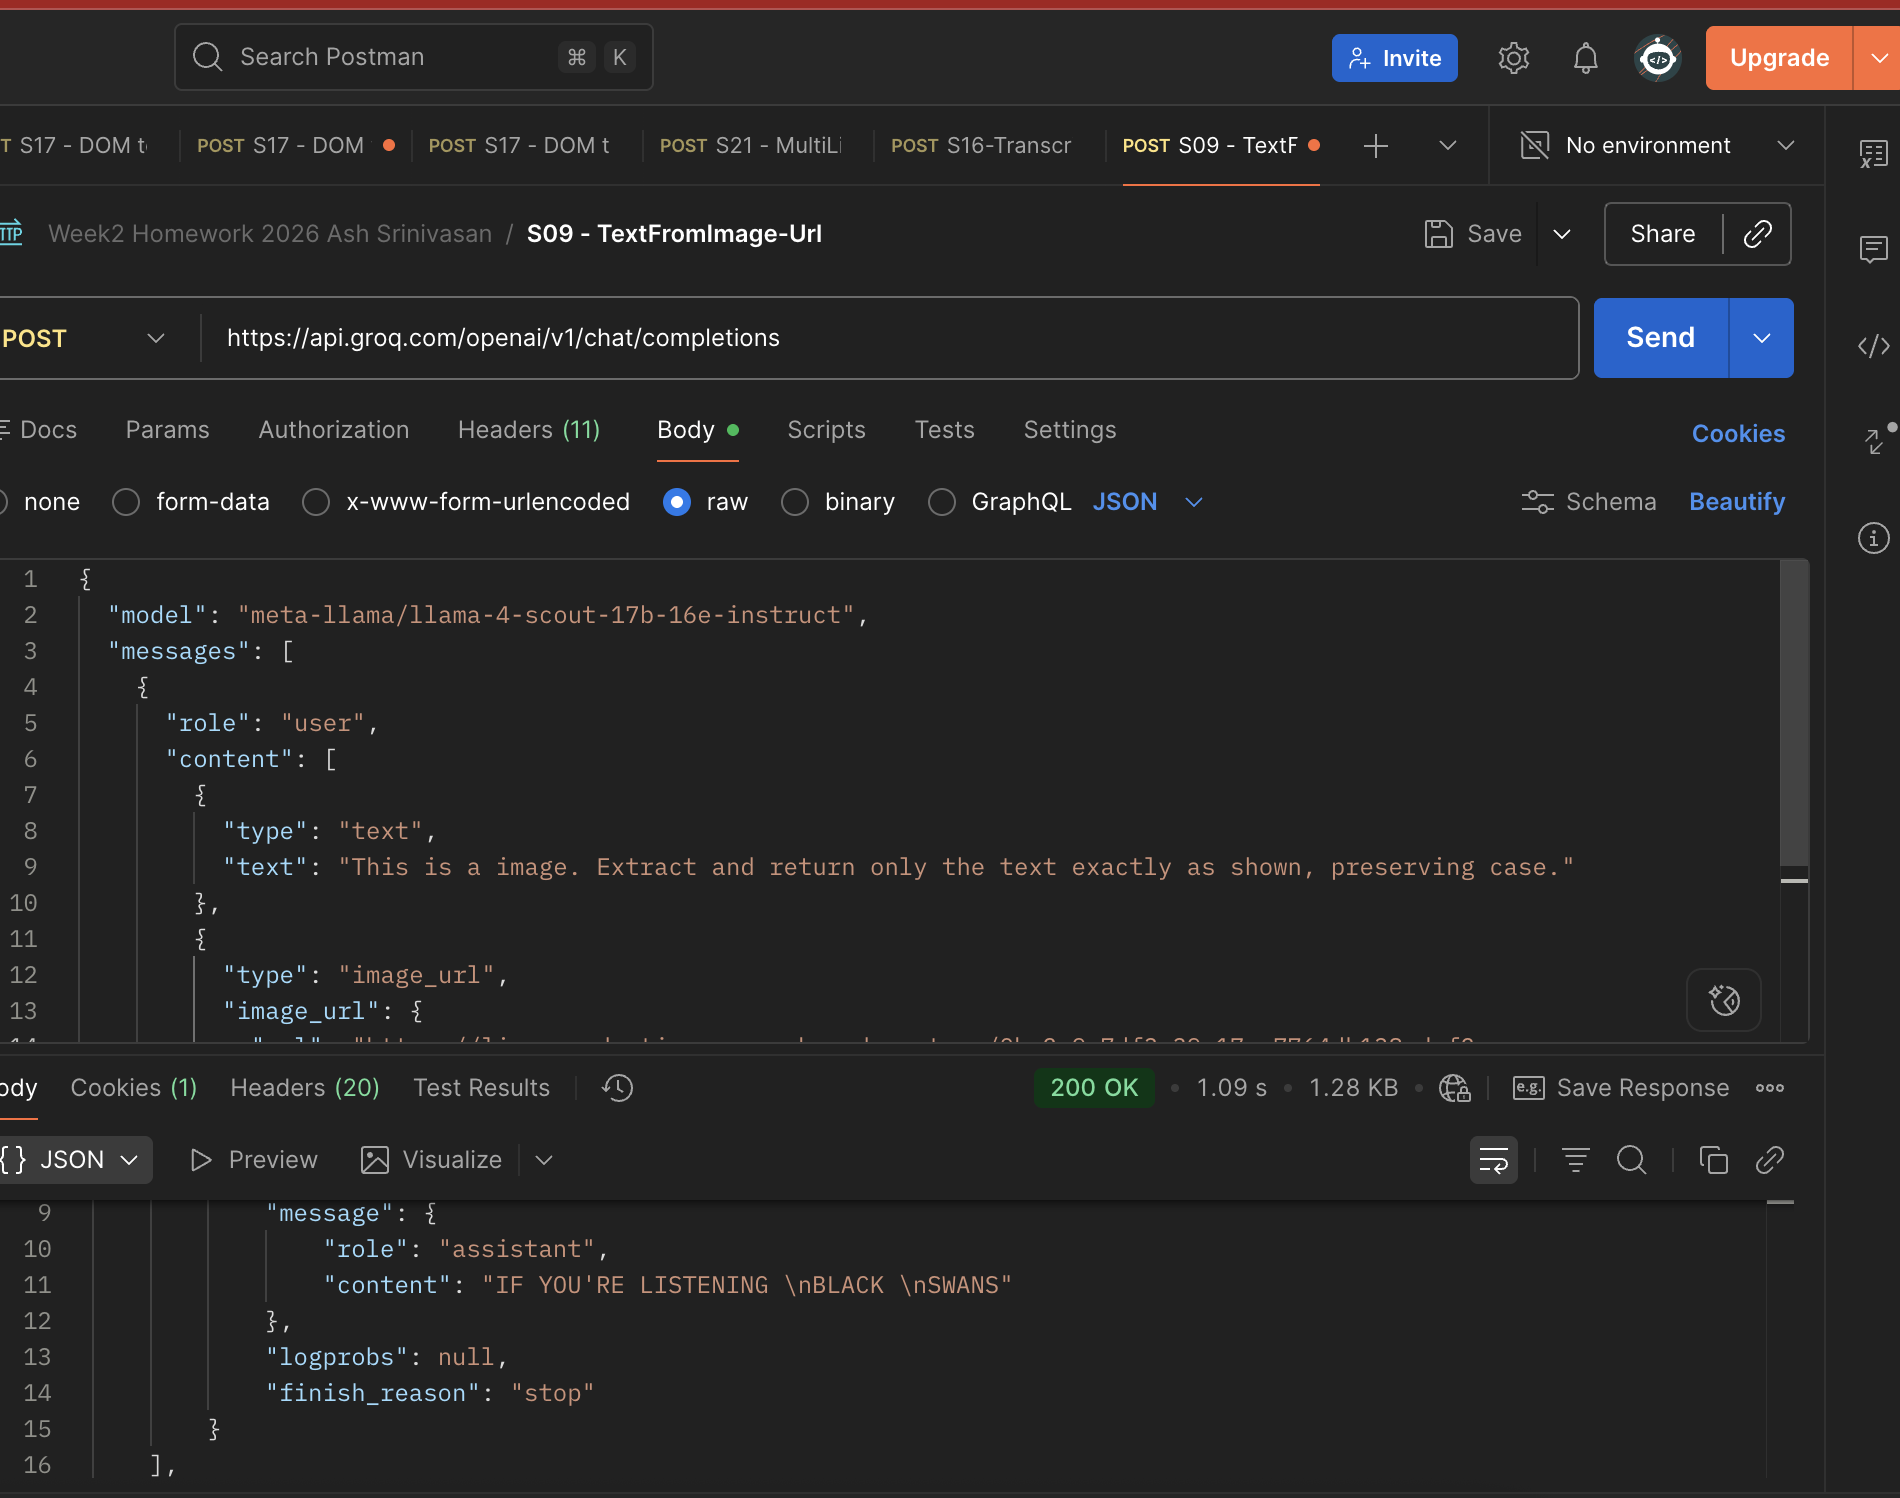 Search Postman ⌘ K
Invite
Upgrade
T S17 - DOM t
POST S17 - DOM
POST S17 - DOM t
POST S21 - MultiLi
POST S16-Transcr
POST S09 - TextF
No environment
Week2 Homework 2026 Ash Srinivasan / S09 - TextFromImage-Url
Save
Share
POST
https://api.groq.com/openai/v1/chat/completions
Send
Docs Params Authorization Headers (11) Body Scripts Tests Settings
Cookies
none form-data x-www-form-urlencoded raw binary GraphQL JSON
Schema Beautify
1 {
2 "model": "meta-llama/llama-4-scout-17b-16e-instruct",
3 "messages": [
4 {
5 "role": "user",
6 "content": [
7 {
8 "type": "text",
9 "text": "This is a image. Extract and return only the text exactly as shown, preserving case."
10 },
11 {
12 "type": "image_url",
13 "image_url": {
ody Cookies (1) Headers (20) Test Results
200 OK • 1.09 s • 1.28 KB • e.g. Save Response
{} JSON Preview Visualize
9 "message": {
10 "role": "assistant",
11 "content": "IF YOU'RE LISTENING \nBLACK \nSWANS"
12 },
13 "logprobs": null,
14 "finish_reason": "stop"
15 }
16 ],